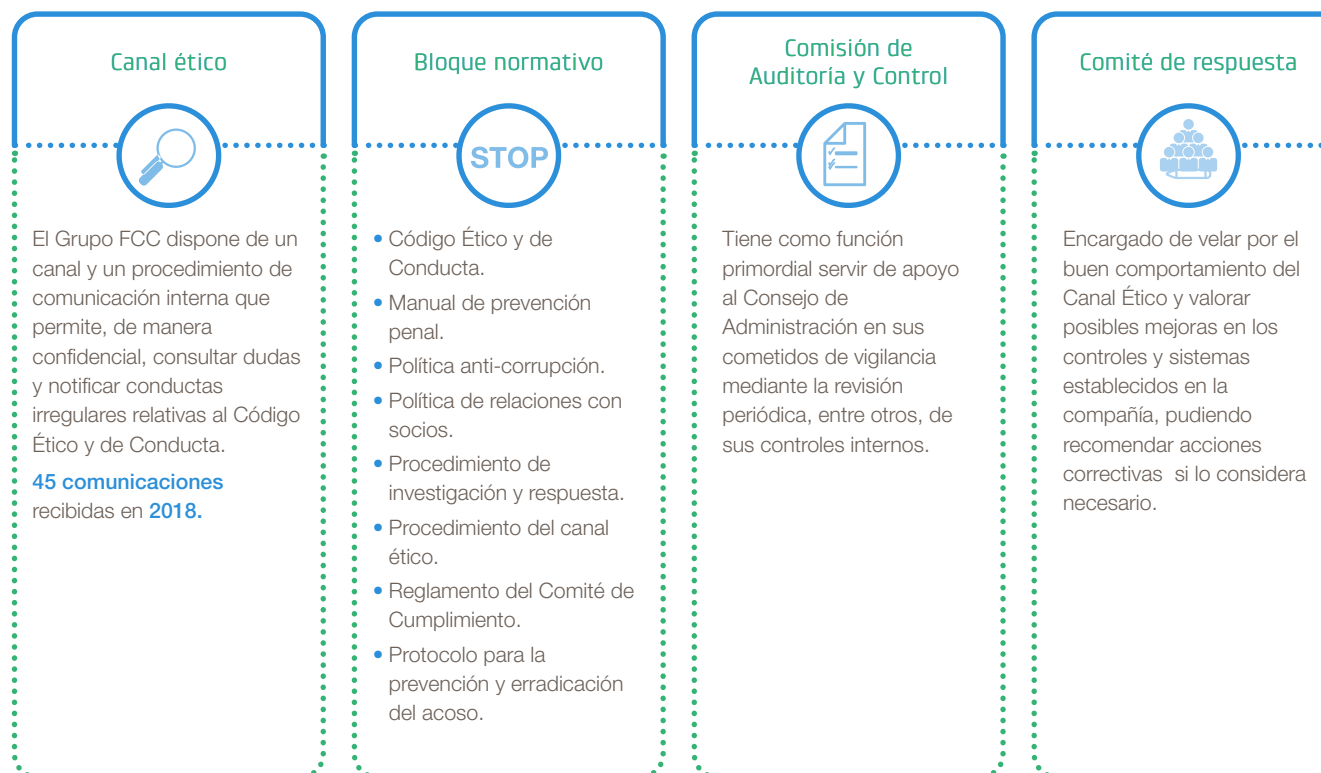 Canal ético
El Grupo FCC dispone de un
canal y un procedimiento de
comunicación interna que
permite, de manera
confidencial, consultar dudas
y notificar conductas
irregulares relativas al Código
Ético y de Conducta.
45 comunicaciones
recibidas en 2018.
Bloque normativo
STOP
• Código Ético y de
Conducta.
• Manual de prevención
penal.
• Política anti-corrupción.
• Política de relaciones con
socios.
• Procedimiento de
investigación y respuesta.
• Procedimiento del canal
ético.
• Reglamento del Comité de
Cumplimiento.
• Protocolo para la
prevención y erradicación
del acoso.
Comisión de
Auditoría y Control
Tiene como función
primordial servir de apoyo
al Consejo de
Administración en sus
cometidos de vigilancia
mediante la revisión
periódica, entre otros, de
sus controles internos.
Comité de respuesta
Encargado de velar por el
buen comportamiento del
Canal Ético y valorar
posibles mejoras en los
controles y sistemas
establecidos en la
compañía, pudiendo
recomendar acciones
correctivas  si lo considera
necesario.